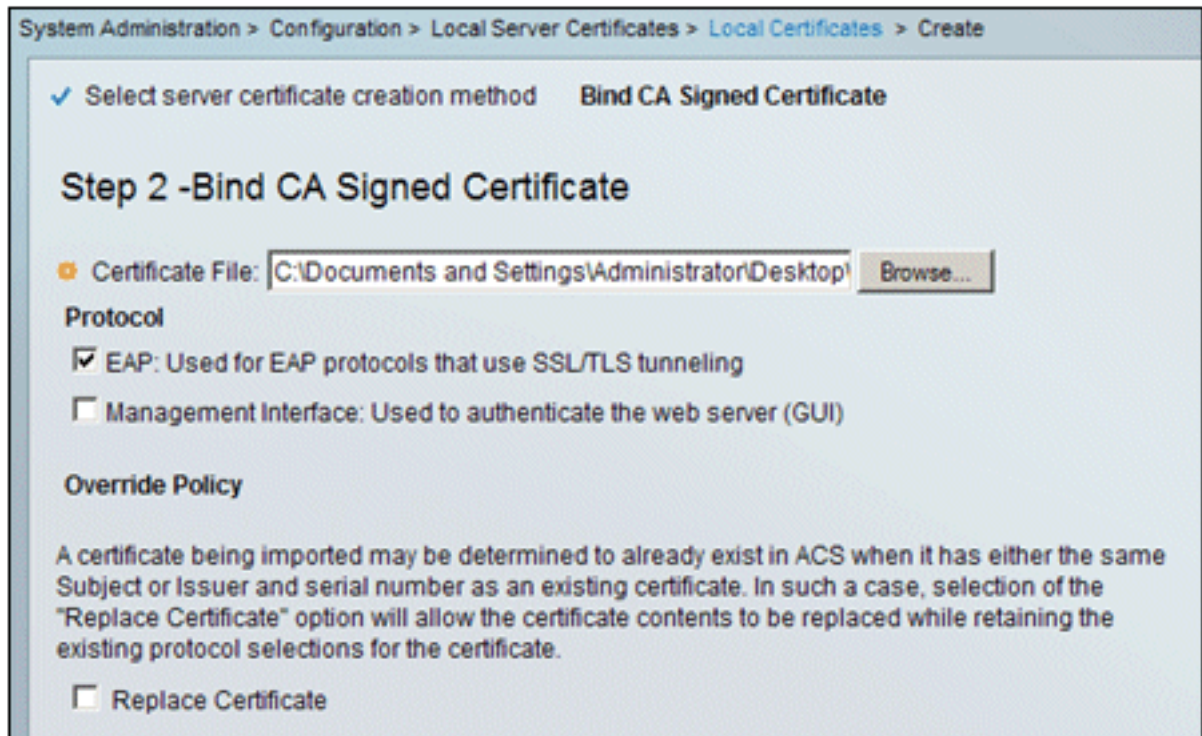 System Administration > Configuration > Local Server Certificates > Local Certificates > Create
Select server certificate creation method Bind CA Signed Certificate
Step 2 -Bind CA Signed Certificate
Certificate File: C:\Documents and Settings\Administrator\Desktop\ Browse...
Protocol
EAP: Used for EAP protocols that use SSL/TLS tunneling
Management Interface: Used to authenticate the web server (GUI)
Override Policy
A certificate being imported may be determined to already exist in ACS when it has either the same
Subject or Issuer and serial number as an existing certificate. In such a case, selection of the
"Replace Certificate" option will allow the certificate contents to be replaced while retaining the
existing protocol selections for the certificate.
Replace Certificate